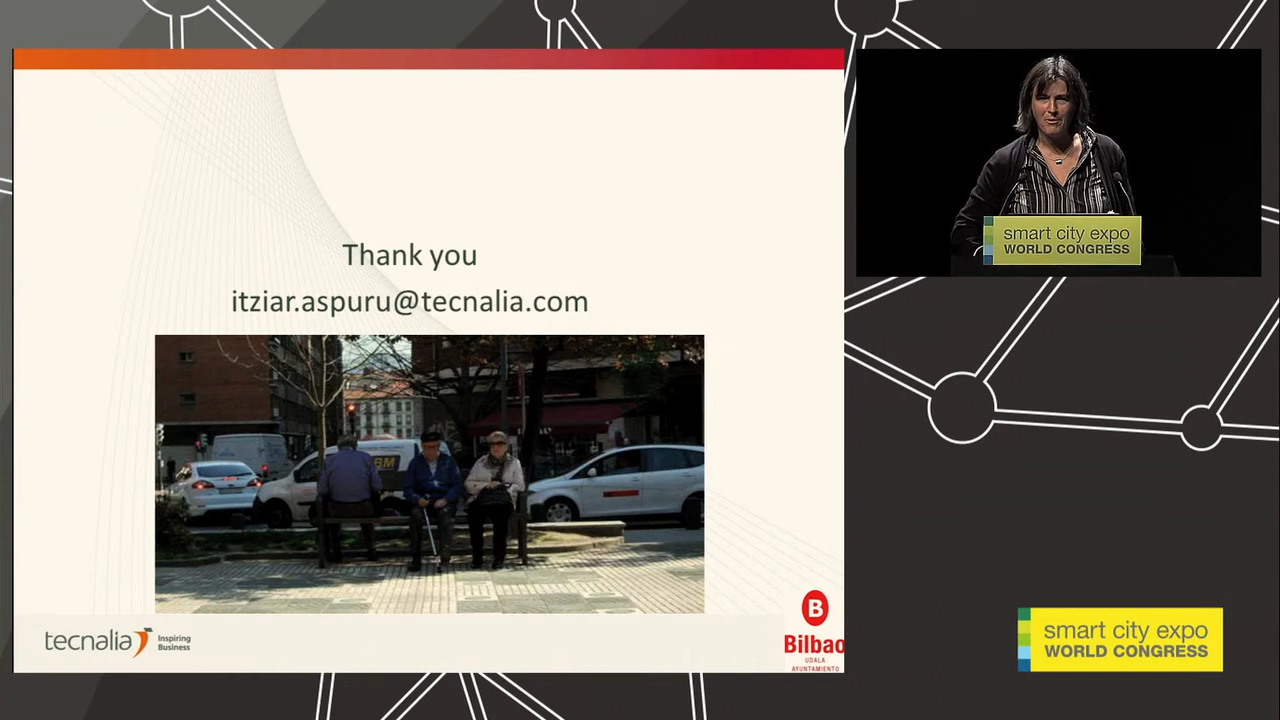 Thank you
itziar.aspuru@tecnalia.com
BM
tecnalia
Inspiring
Business
B
Bilbao
UDALA
AYUNTAMIENTO
smart city expo
WORLD CONGRESS
smart city expo
WORLD CONGRESS